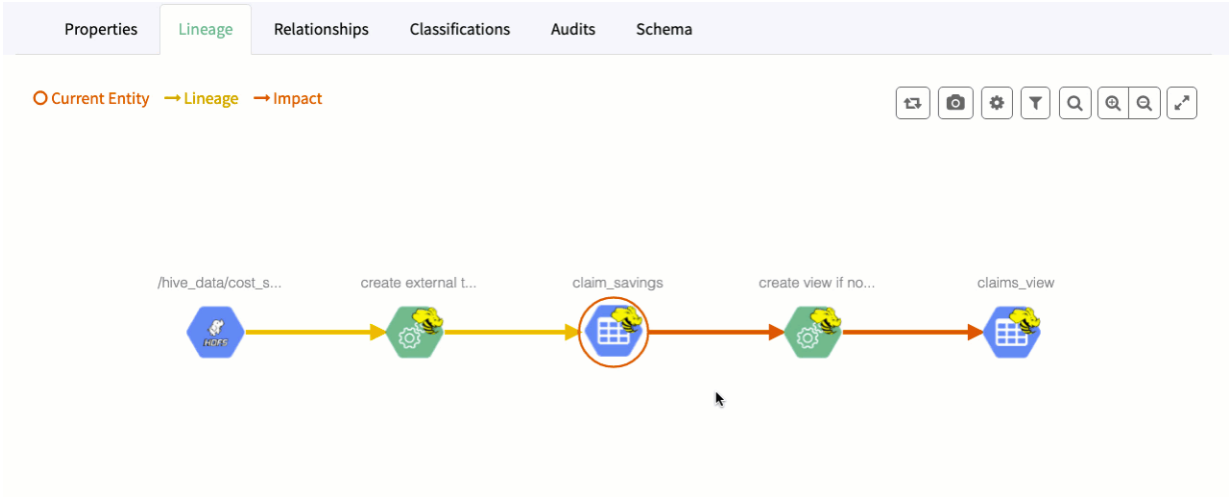 Properties Lineage Relationships Classifications Audits Schema
Current Entity Lineage Impact
/hive_data/cost_s... create external t... claim_savings create view if no... claims_view
HDFS